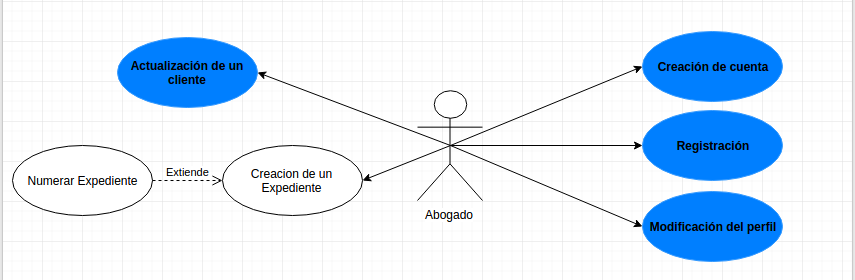 Actualización de un
cliente
Creación de cuenta
Registración
Extiende
Numerar Expediente
Creacion de un
Expediente
Abogado
Modificación del perfil